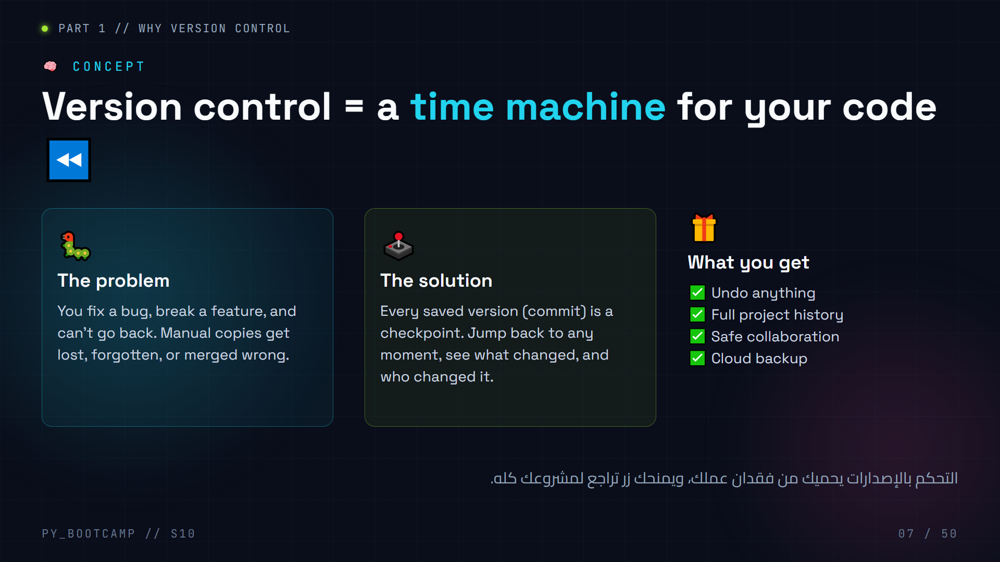 PART 1 // WHY VERSION CONTROL
🧠 CONCEPT
Version control = a time machine for your code
⏪
The problem
You fix a bug, break a feature, and
can't go back. Manual copies get
lost, forgotten, or merged wrong.
The solution
Every saved version (commit) is a
checkpoint. Jump back to any
moment, see what changed, and
who changed it.
What you get
✅ Undo anything
✅ Full project history
✅ Safe collaboration
✅ Cloud backup
التحكم بالإصدارات يحميك من فقدان عملك، ويمنحك زر تراجع لمشروعك كله.
PY_BOOTCAMP // S10
07 / 50